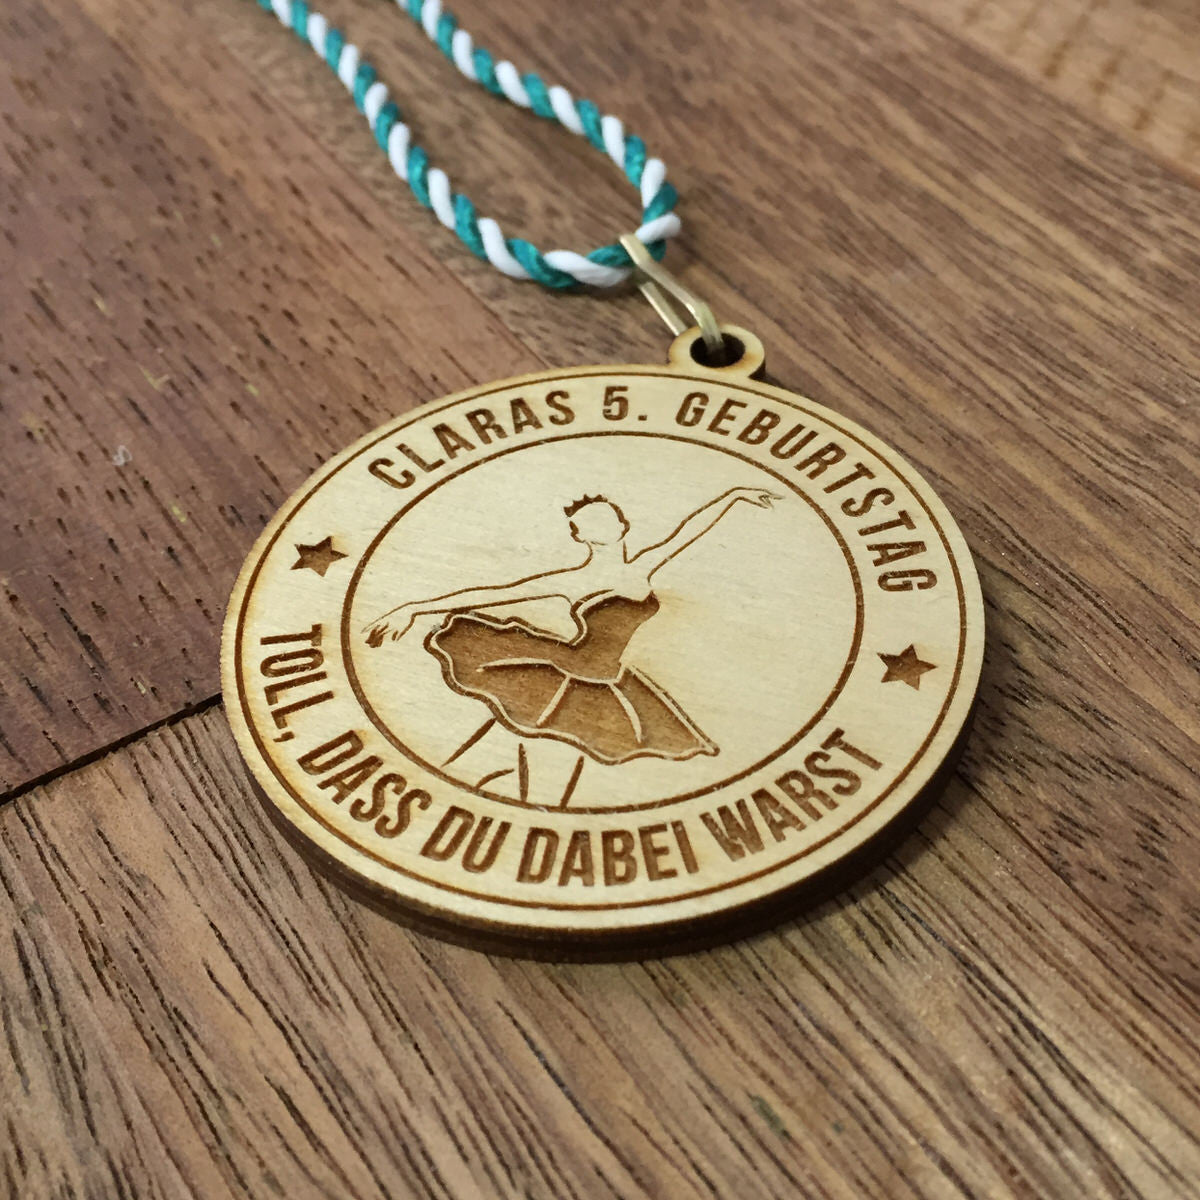 CLARAS 5. GEBURTSTAG
TOLL, DASS DU DABEI WARST